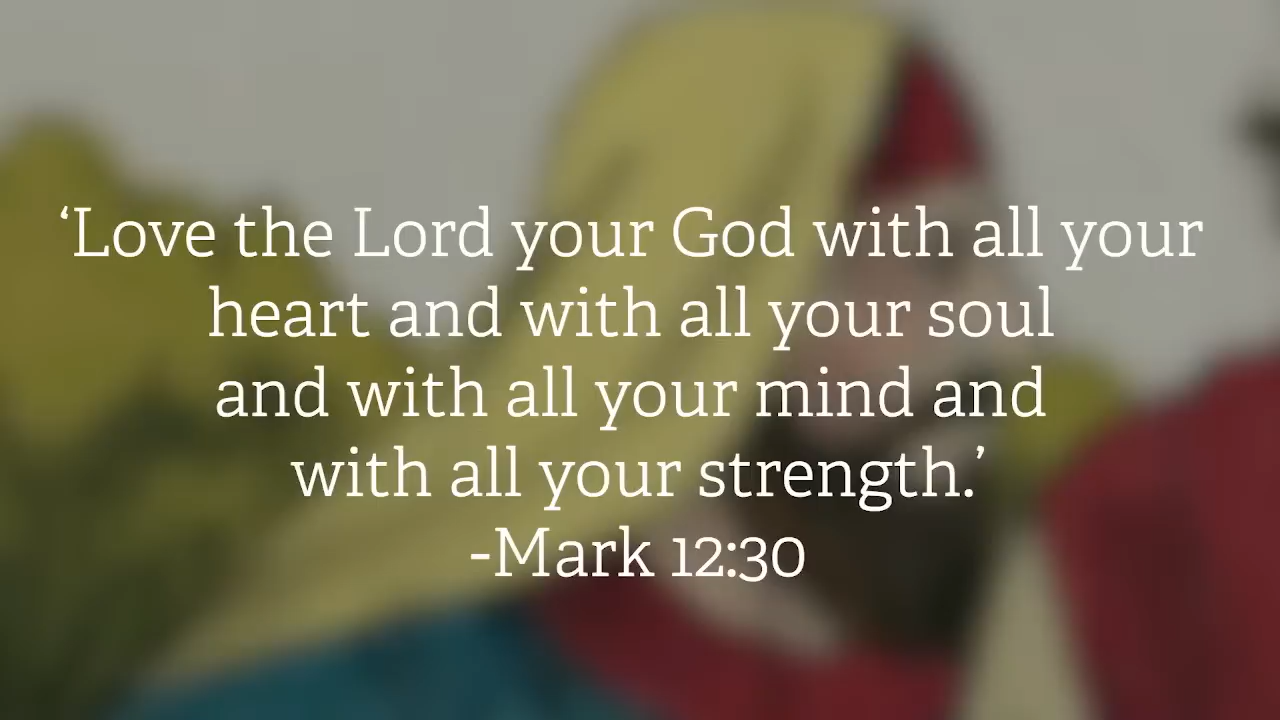 ‘Love the Lord your God with all your
heart and with all your soul
and with all your mind and
with all your strength.’
-Mark 12:30